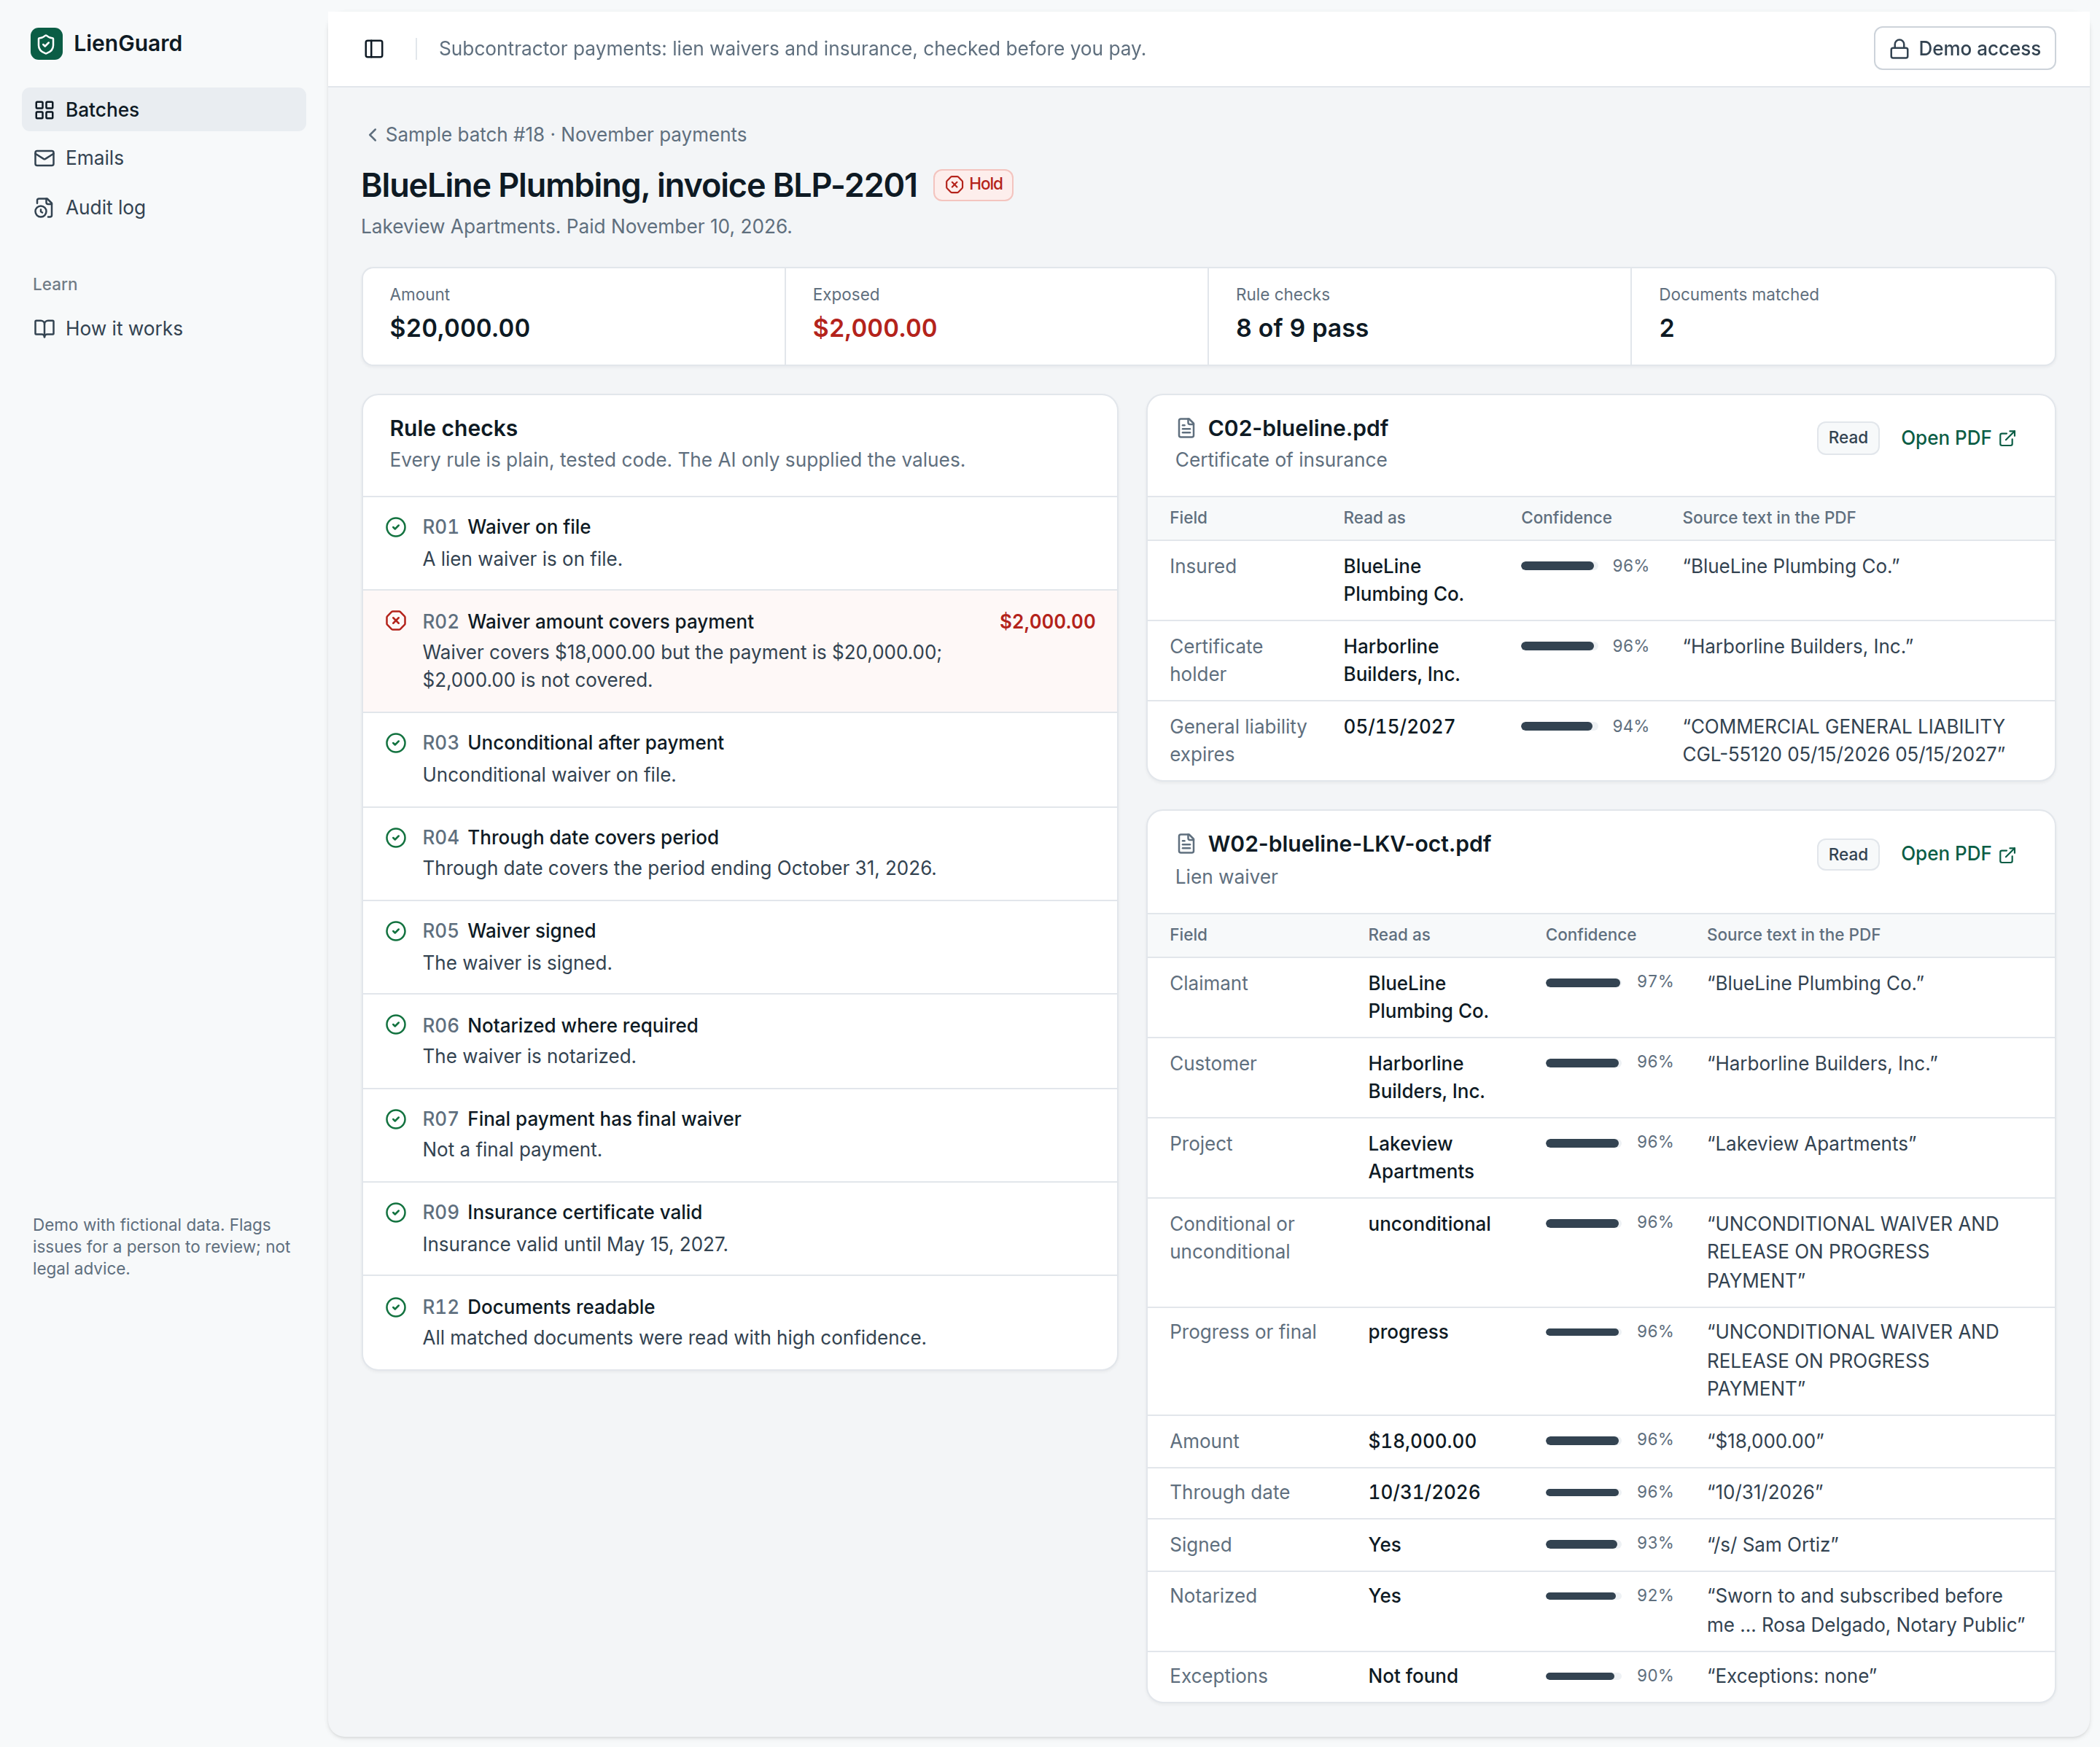 LienGuard
Batches
Emails
Audit log
Learn
How it works
Demo with fictional data. Flags
issues for a person to review; not
legal advice.
Subcontractor payments: lien waivers and insurance, checked before you pay.
Demo access
Sample batch #18 · November payments
BlueLine Plumbing, invoice BLP-2201
Hold
Lakeview Apartments. Paid November 10, 2026.
Amount
$20,000.00
Exposed
$2,000.00
Rule checks
8 of 9 pass
Documents matched
2
Rule checks
Every rule is plain, tested code. The AI only supplied the values.
R01 Waiver on file
A lien waiver is on file.
R02 Waiver amount covers payment $2,000.00
Waiver covers $18,000.00 but the payment is $20,000.00;
$2,000.00 is not covered.
R03 Unconditional after payment
Unconditional waiver on file.
R04 Through date covers period
Through date covers the period ending October 31, 2026.
R05 Waiver signed
The waiver is signed.
R06 Notarized where required
The waiver is notarized.
R07 Final payment has final waiver
Not a final payment.
R09 Insurance certificate valid
Insurance valid until May 15, 2027.
R12 Documents readable
All matched documents were read with high confidence.
C02-blueline.pdf
Certificate of insurance
Read Open PDF
Field Read as Confidence Source text in the PDF
Insured BlueLine 96% “BlueLine Plumbing Co.”
Plumbing Co.
Certificate Harborline 96% “Harborline Builders, Inc.”
holder Builders, Inc.
General liability 05/15/2027 94% “COMMERCIAL GENERAL LIABILITY
expires CGL-55120 05/15/2026 05/15/2027”
W02-blueline-LKV-oct.pdf
Lien waiver
Read Open PDF
Field Read as Confidence Source text in the PDF
Claimant BlueLine 97% “BlueLine Plumbing Co.”
Plumbing Co.
Customer Harborline 96% “Harborline Builders, Inc.”
Builders, Inc.
Project Lakeview 96% “Lakeview Apartments”
Apartments
Conditional or unconditional 96% “UNCONDITIONAL WAIVER AND
unconditional RELEASE ON PROGRESS
PAYMENT”
Progress or final progress 96% “UNCONDITIONAL WAIVER AND
RELEASE ON PROGRESS
PAYMENT”
Amount $18,000.00 96% “$18,000.00”
Through date 10/31/2026 96% “10/31/2026”
Signed Yes 93% “/s/ Sam Ortiz”
Notarized Yes 92% “Sworn to and subscribed before
me ... Rosa Delgado, Notary Public”
Exceptions Not found 90% “Exceptions: none”